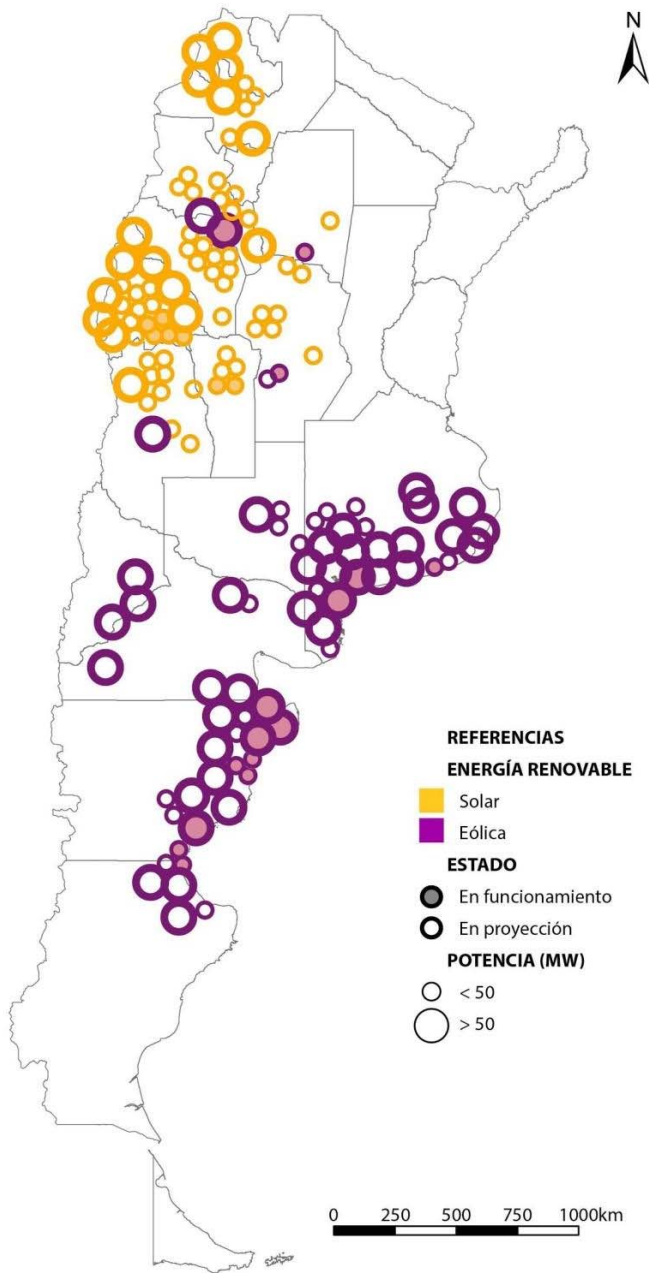 N
REFERENCIAS
ENERGÍA RENOVABLE
Solar
Eólica
ESTADO
En funcionamiento
En proyección
POTENCIA (MW)
< 50
> 50
0 250 500 750 1000km